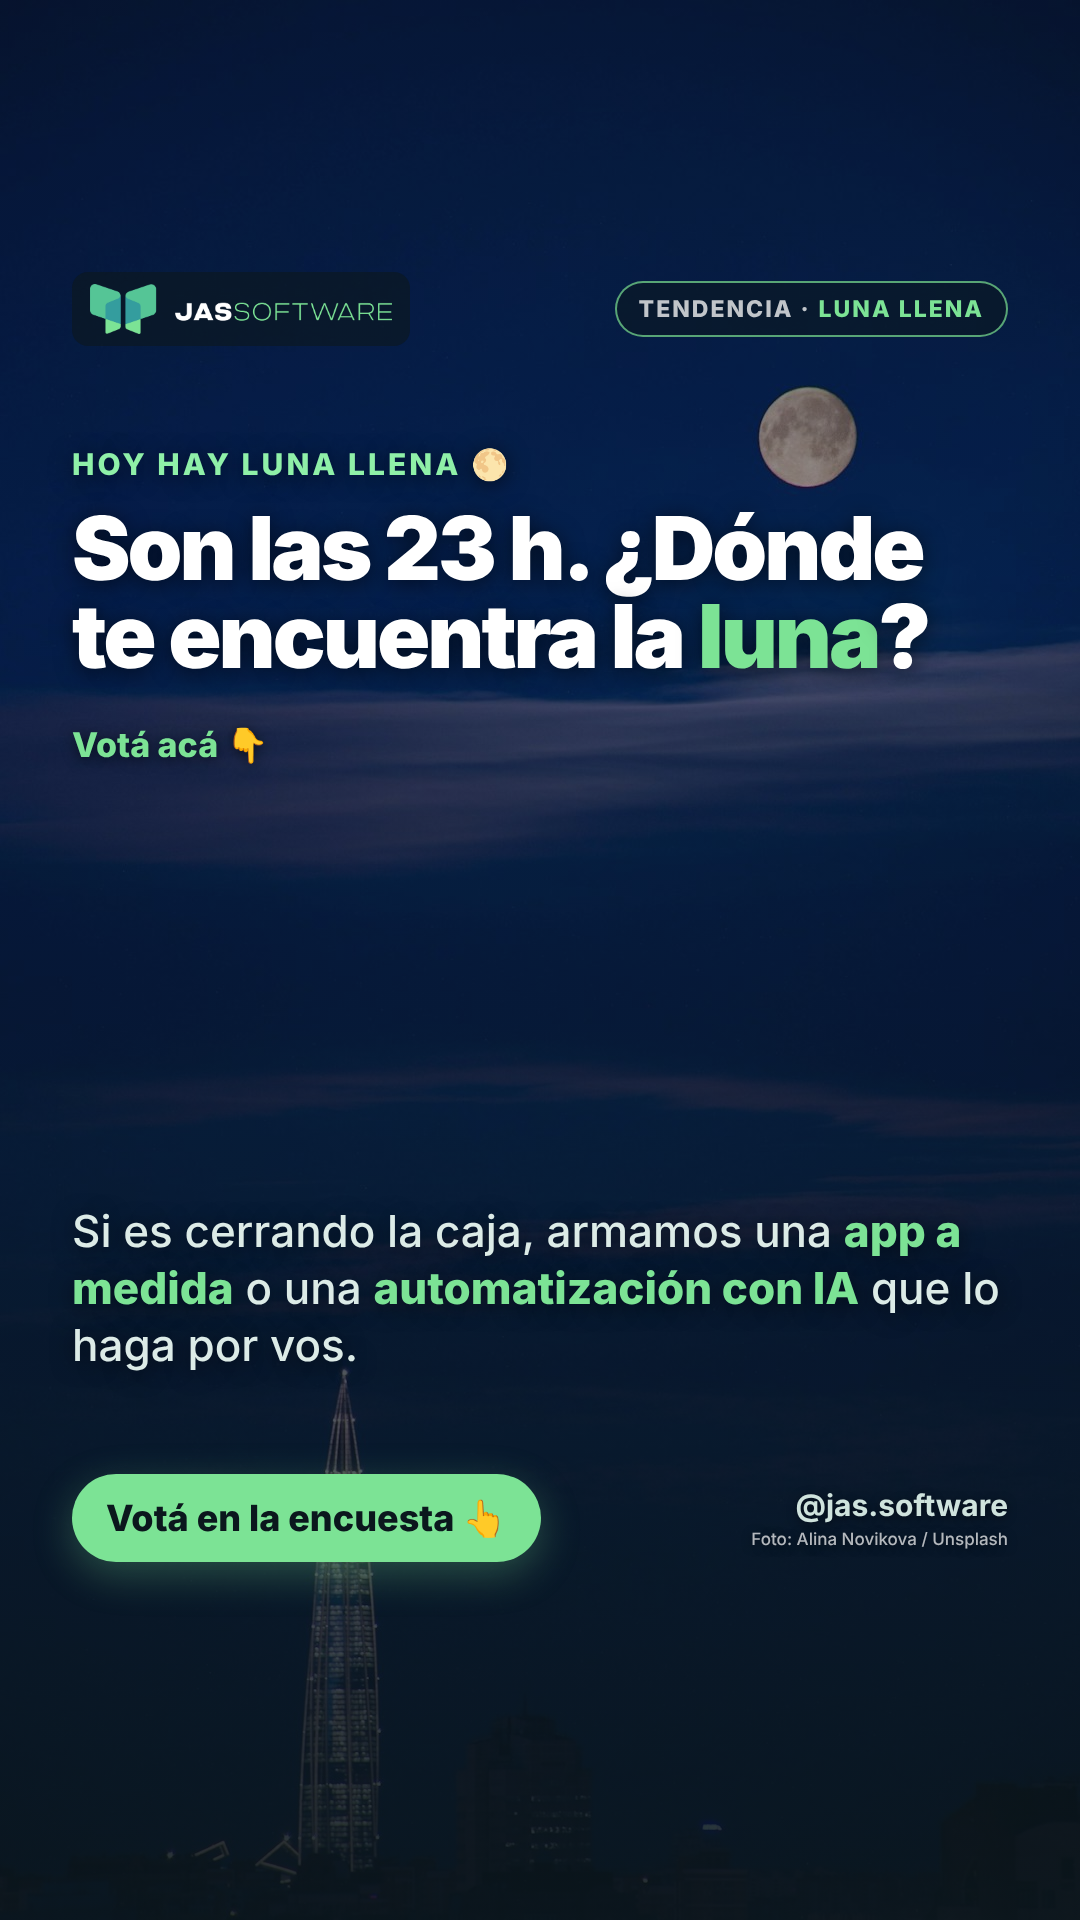 JASSOFTWARE
TENDENCIA · LUNA LLENA
HOY HAY LUNA LLENA 🌕
Son las 23 h. ¿Dónde
te encuentra la luna?
Votá acá 👇
Si es cerrando la caja, armamos una app a
medida o una automatización con IA que lo
haga por vos.
Votá en la encuesta 👆
@jas.software
Foto: Alina Novikova / Unsplash